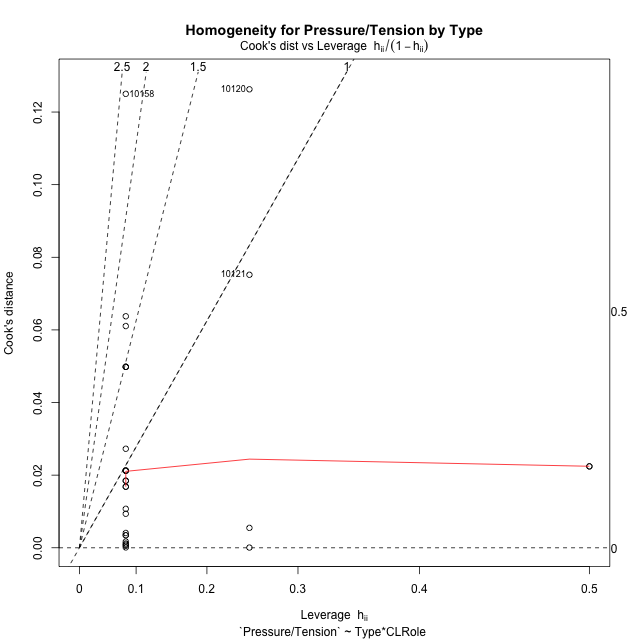 Homogeneity for Pressure/Tension by Type
Cook's dist vs Leverage hii/(1 − hii)
2.5 2 1.5 1
10158
10120
10121
0.12
0.10
0.08
0.06
0.04
0.02
0.00
Cook's distance
0.5
0
0 0.1 0.2 0.3 0.4 0.5
Leverage hii
`Pressure/Tension` ~ Type*CLRole